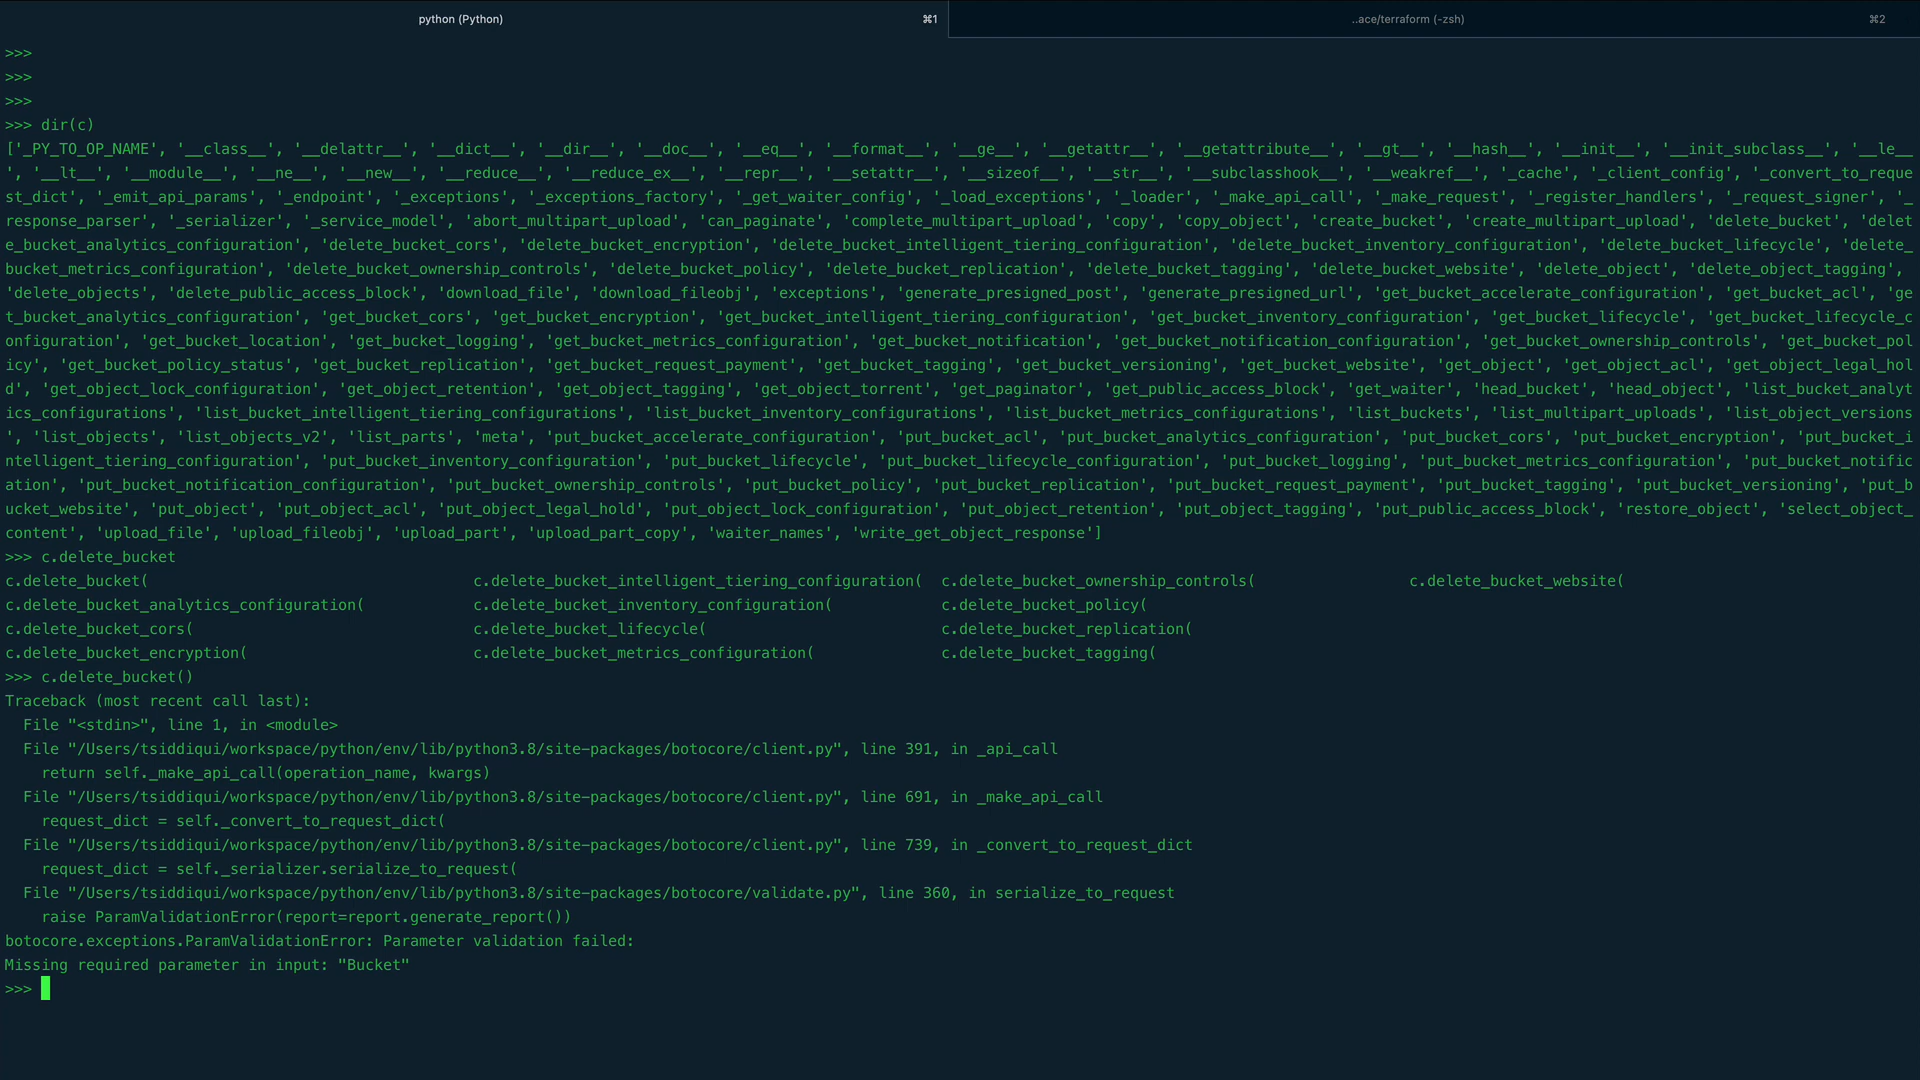 python (Python) ⌘1 ..ace/terraform (-zsh) ⌘2
>>>
>>>
>>>
>>> dir(c)
['_PY_TO_OP_NAME', '__class__', '__delattr__', '__dict__', '__dir__', '__doc__', '__eq__', '__format__', '__ge__', '__getattr__', '__getattribute__', '__gt__', '__hash__', '__init__', '__init_subclass__', '__le__
', '__lt__', '__module__', '__ne__', '__new__', '__reduce__', '__reduce_ex__', '__repr__', '__setattr__', '__sizeof__', '__str__', '__subclasshook__', '__weakref__', '_cache', '_client_config', '_convert_to_reque
st_dict', '_emit_api_params', '_endpoint', '_exceptions', '_exceptions_factory', '_get_waiter_config', '_load_exceptions', '_loader', '_make_api_call', '_make_request', '_register_handlers', '_request_signer', '_
response_parser', '_serializer', '_service_model', 'abort_multipart_upload', 'can_paginate', 'complete_multipart_upload', 'copy', 'copy_object', 'create_bucket', 'create_multipart_upload', 'delete_bucket', 'delet
e_bucket_analytics_configuration', 'delete_bucket_cors', 'delete_bucket_encryption', 'delete_bucket_intelligent_tiering_configuration', 'delete_bucket_inventory_configuration', 'delete_bucket_lifecycle', 'delete_
bucket_metrics_configuration', 'delete_bucket_ownership_controls', 'delete_bucket_policy', 'delete_bucket_replication', 'delete_bucket_tagging', 'delete_bucket_website', 'delete_object', 'delete_object_tagging',
'delete_objects', 'delete_public_access_block', 'download_file', 'download_fileobj', 'exceptions', 'generate_presigned_post', 'generate_presigned_url', 'get_bucket_accelerate_configuration', 'get_bucket_acl', 'ge
t_bucket_analytics_configuration', 'get_bucket_cors', 'get_bucket_encryption', 'get_bucket_intelligent_tiering_configuration', 'get_bucket_inventory_configuration', 'get_bucket_lifecycle', 'get_bucket_lifecycle_c
onfiguration', 'get_bucket_location', 'get_bucket_logging', 'get_bucket_metrics_configuration', 'get_bucket_notification', 'get_bucket_notification_configuration', 'get_bucket_ownership_controls', 'get_bucket_pol
icy', 'get_bucket_policy_status', 'get_bucket_replication', 'get_bucket_request_payment', 'get_bucket_tagging', 'get_bucket_versioning', 'get_bucket_website', 'get_object', 'get_object_acl', 'get_object_legal_hol
d', 'get_object_lock_configuration', 'get_object_retention', 'get_object_tagging', 'get_object_torrent', 'get_paginator', 'get_public_access_block', 'get_waiter', 'head_bucket', 'head_object', 'list_bucket_analyt
ics_configurations', 'list_bucket_intelligent_tiering_configurations', 'list_bucket_inventory_configurations', 'list_bucket_metrics_configurations', 'list_buckets', 'list_multipart_uploads', 'list_object_versions
', 'list_objects', 'list_objects_v2', 'list_parts', 'meta', 'put_bucket_accelerate_configuration', 'put_bucket_acl', 'put_bucket_analytics_configuration', 'put_bucket_cors', 'put_bucket_encryption', 'put_bucket_i
ntelligent_tiering_configuration', 'put_bucket_inventory_configuration', 'put_bucket_lifecycle', 'put_bucket_lifecycle_configuration', 'put_bucket_logging', 'put_bucket_metrics_configuration', 'put_bucket_notific
ation', 'put_bucket_notification_configuration', 'put_bucket_ownership_controls', 'put_bucket_policy', 'put_bucket_replication', 'put_bucket_request_payment', 'put_bucket_tagging', 'put_bucket_versioning', 'put_b
ucket_website', 'put_object', 'put_object_acl', 'put_object_legal_hold', 'put_object_lock_configuration', 'put_object_retention', 'put_object_tagging', 'put_public_access_block', 'restore_object', 'select_object_
content', 'upload_file', 'upload_fileobj', 'upload_part', 'upload_part_copy', 'waiter_names', 'write_get_object_response']
>>> c.delete_bucket
c.delete_bucket( c.delete_bucket_intelligent_tiering_configuration( c.delete_bucket_ownership_controls( c.delete_bucket_website(
c.delete_bucket_analytics_configuration( c.delete_bucket_inventory_configuration( c.delete_bucket_policy(
c.delete_bucket_cors( c.delete_bucket_lifecycle( c.delete_bucket_replication(
c.delete_bucket_encryption( c.delete_bucket_metrics_configuration( c.delete_bucket_tagging(
>>> c.delete_bucket()
Traceback (most recent call last):
  File "<stdin>", line 1, in <module>
  File "/Users/tsiddiqui/workspace/python/env/lib/python3.8/site-packages/botocore/client.py", line 391, in _api_call
    return self._make_api_call(operation_name, kwargs)
  File "/Users/tsiddiqui/workspace/python/env/lib/python3.8/site-packages/botocore/client.py", line 691, in _make_api_call
    request_dict = self._convert_to_request_dict(
  File "/Users/tsiddiqui/workspace/python/env/lib/python3.8/site-packages/botocore/client.py", line 739, in _convert_to_request_dict
    request_dict = self._serializer.serialize_to_request(
  File "/Users/tsiddiqui/workspace/python/env/lib/python3.8/site-packages/botocore/validate.py", line 360, in serialize_to_request
    raise ParamValidationError(report=report.generate_report())
botocore.exceptions.ParamValidationError: Parameter validation failed:
Missing required parameter in input: "Bucket"
>>>